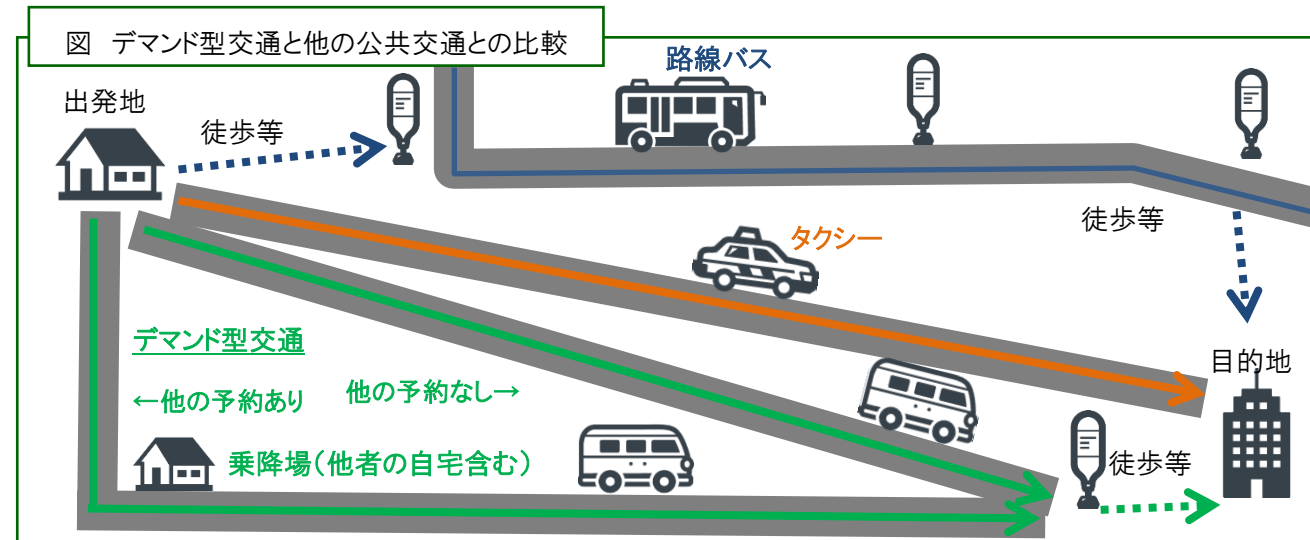 図 デマンド型交通と他の公共交通との比較
路線バス
出発地
徒歩等
徒歩等
タクシー
デマンド型交通
←他の予約あり
他の予約なし→
目的地
乗降場(他者の自宅含む)
徒歩等